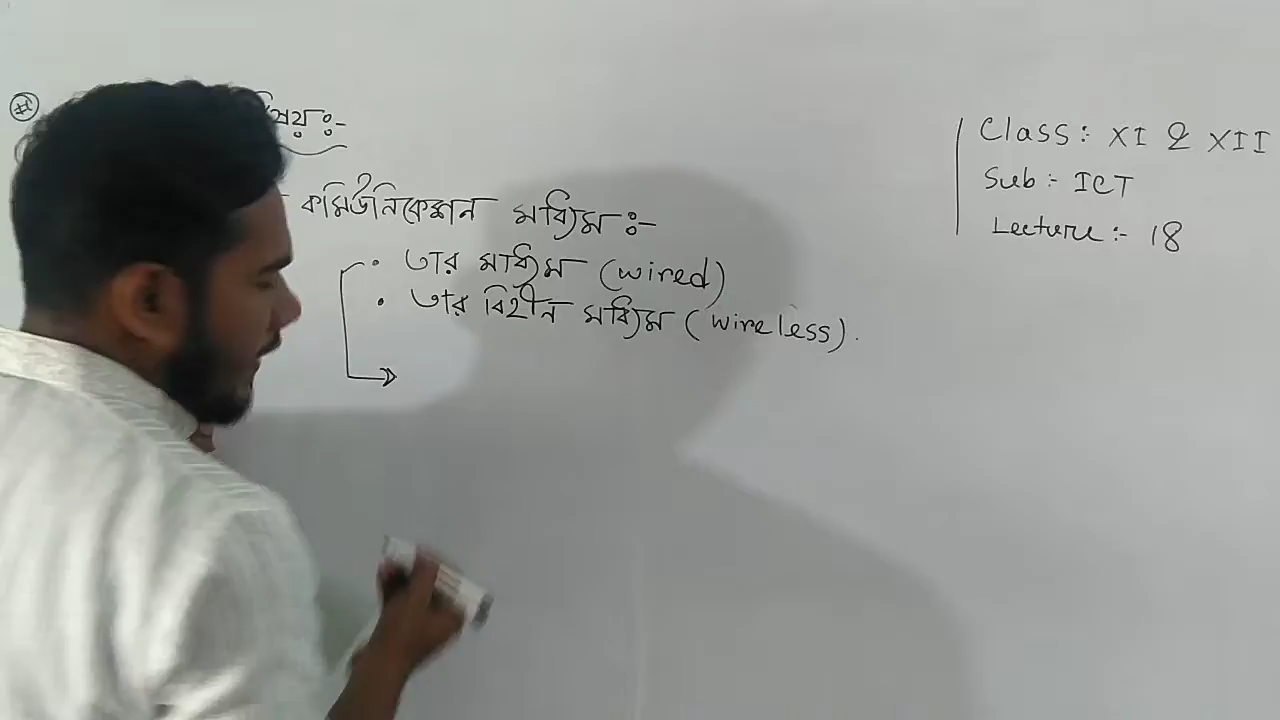 Class: XI & XII
Sub :- ICT
Lecture :- 18
কমিউনিকেশন মাধ্যম :-
• তার মাধ্যম (wired)
• তার বিহীন মাধ্যম (wireless).